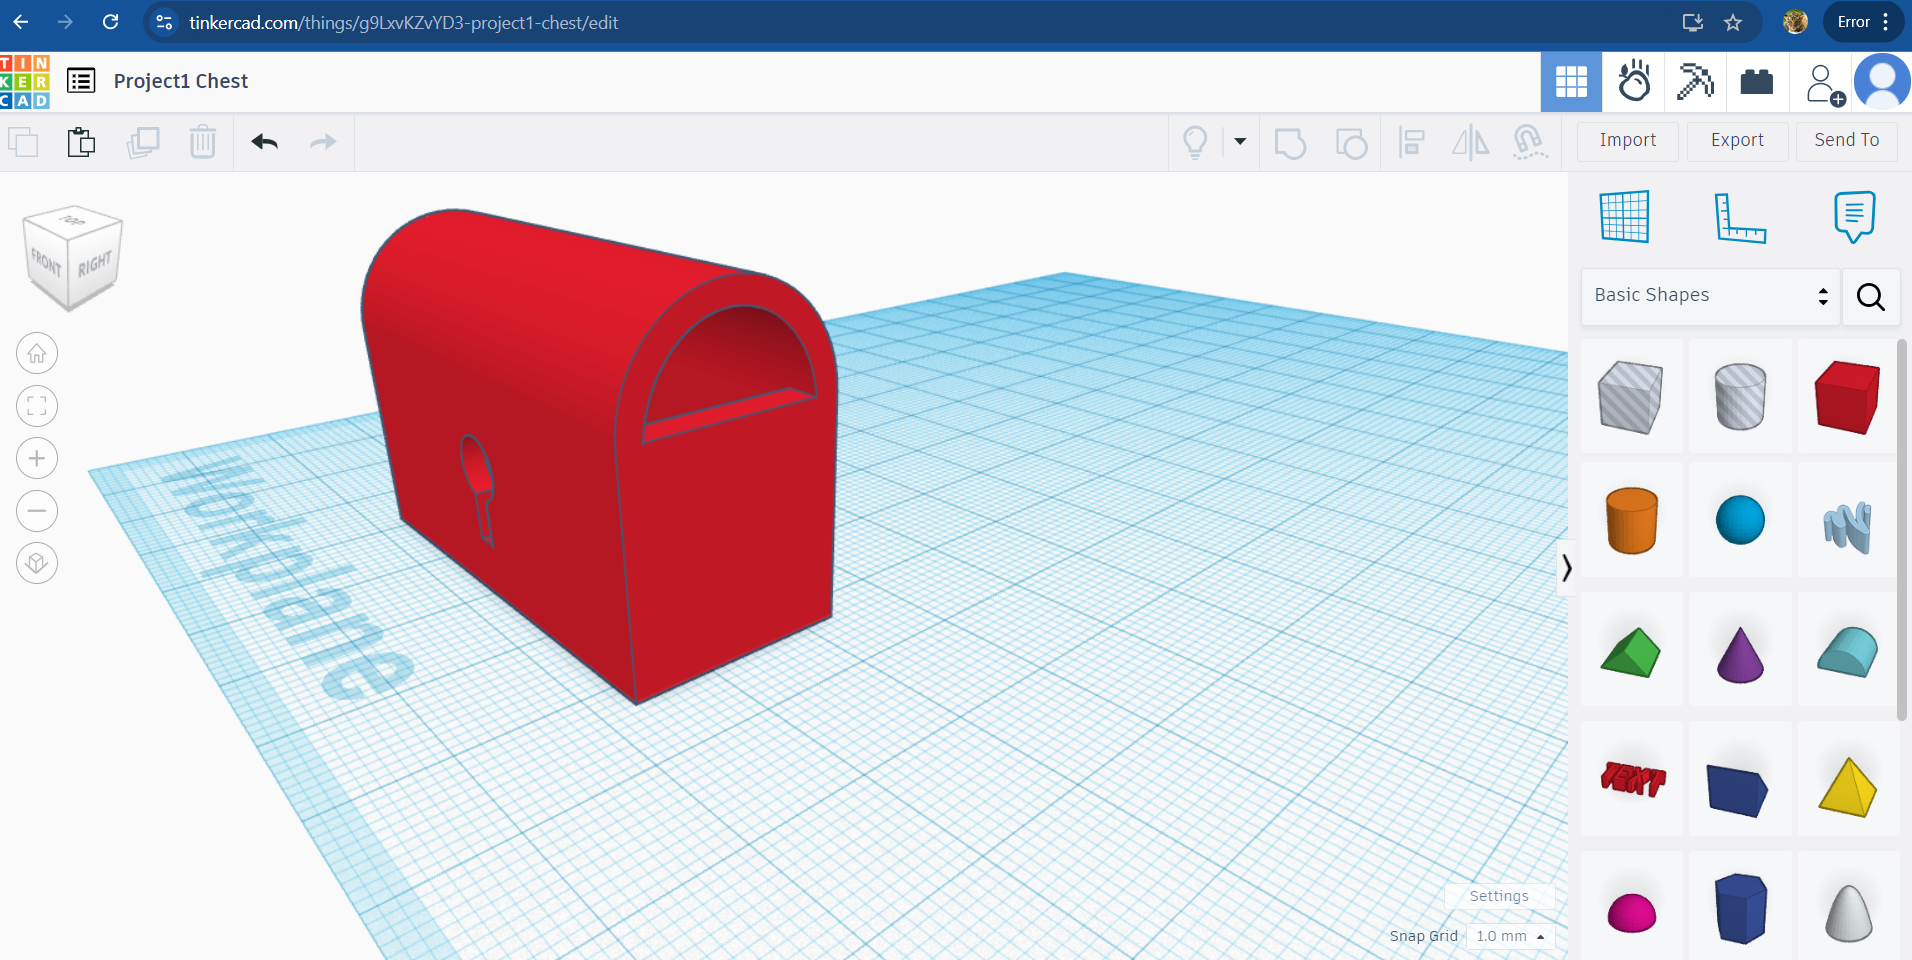 tinkercad.com/things/g9LxvKZvYD3-project1-chest/edit
Error
TIN
KER
CAD
Project1 Chest
Import
Export
Send To
TOP
FRONT
RIGHT
Basic Shapes
Workplane
TEXT
Settings
Snap Grid
1.0 mm